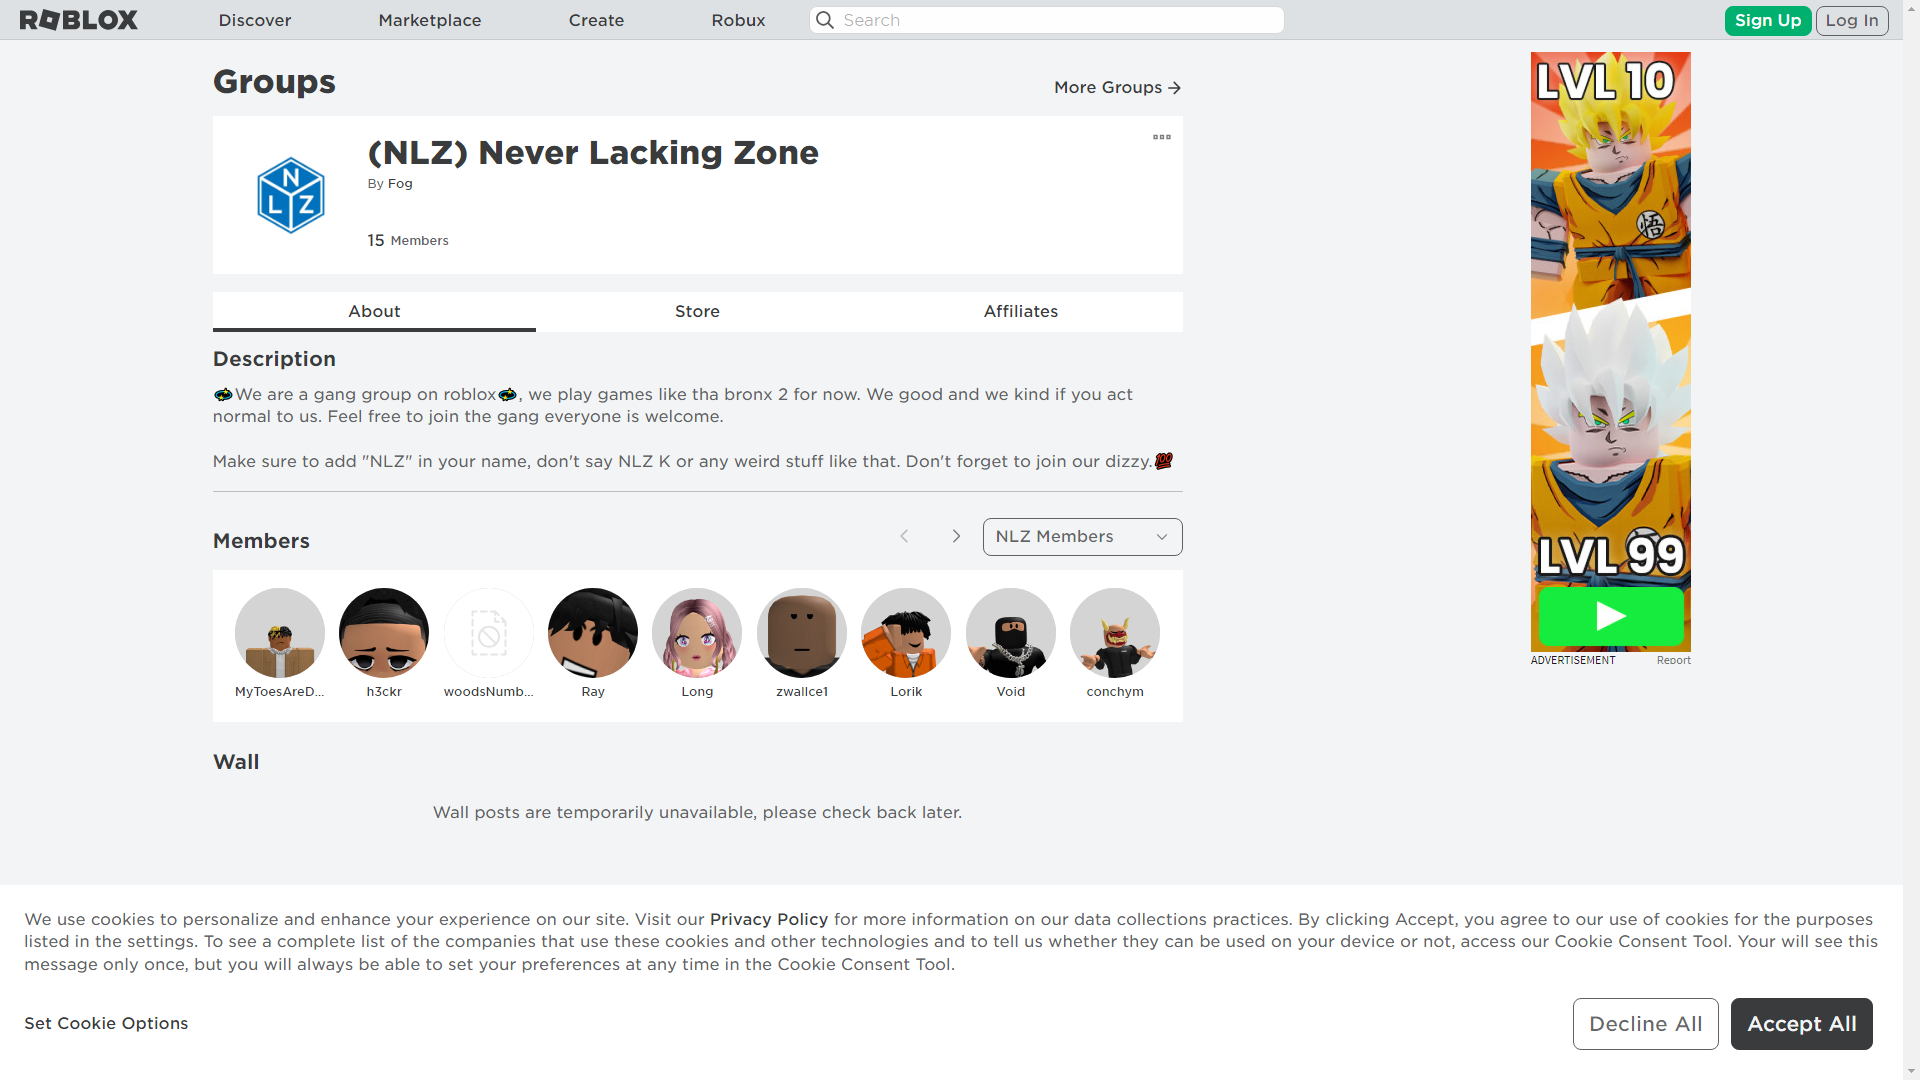 ROBLOX Discover Marketplace Create Robux Search Sign Up Log In
Groups
More Groups
(NLZ) Never Lacking Zone
By Fog
15 Members
N
L Z
About Store Affiliates
Description
We are a gang group on roblox, we play games like tha bronx 2 for now. We good and we kind if you act
normal to us. Feel free to join the gang everyone is welcome.
Make sure to add "NLZ" in your name, don't say NLZ K or any weird stuff like that. Don't forget to join our dizzy.💯
Members
NLZ Members
MyToesAreD... h3ckr woodsNumb... Ray Long zwallce1 Lorik Void conchym
Wall
Wall posts are temporarily unavailable, please check back later.
LVL 10
悟
LVL 99
ADVERTISEMENT Report
We use cookies to personalize and enhance your experience on our site. Visit our Privacy Policy for more information on our data collections practices. By clicking Accept, you agree to our use of cookies for the purposes
listed in the settings. To see a complete list of the companies that use these cookies and other technologies and to tell us whether they can be used on your device or not, access our Cookie Consent Tool. Your will see this
message only once, but you will always be able to set your preferences at any time in the Cookie Consent Tool.
Set Cookie Options
Decline All
Accept All